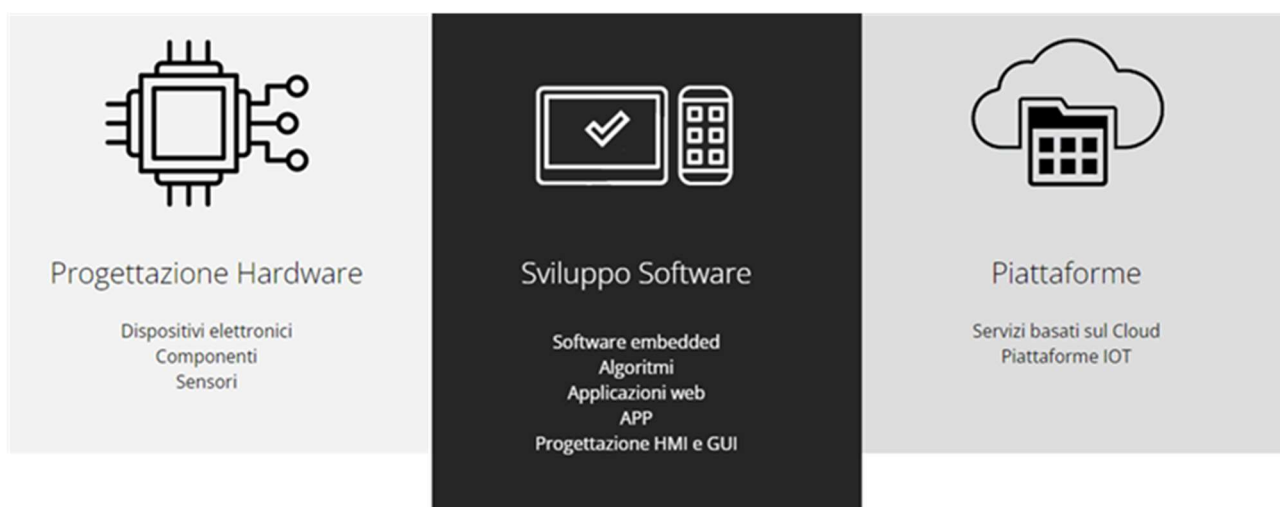 Progettazione Hardware
Dispositivi elettronici
Componenti
Sensori
Sviluppo Software
Software embedded
Algoritmi
Applicazioni web
APP
Progettazione HMI e GUI
Piattaforme
Servizi basati sul Cloud
Piattaforme IOT